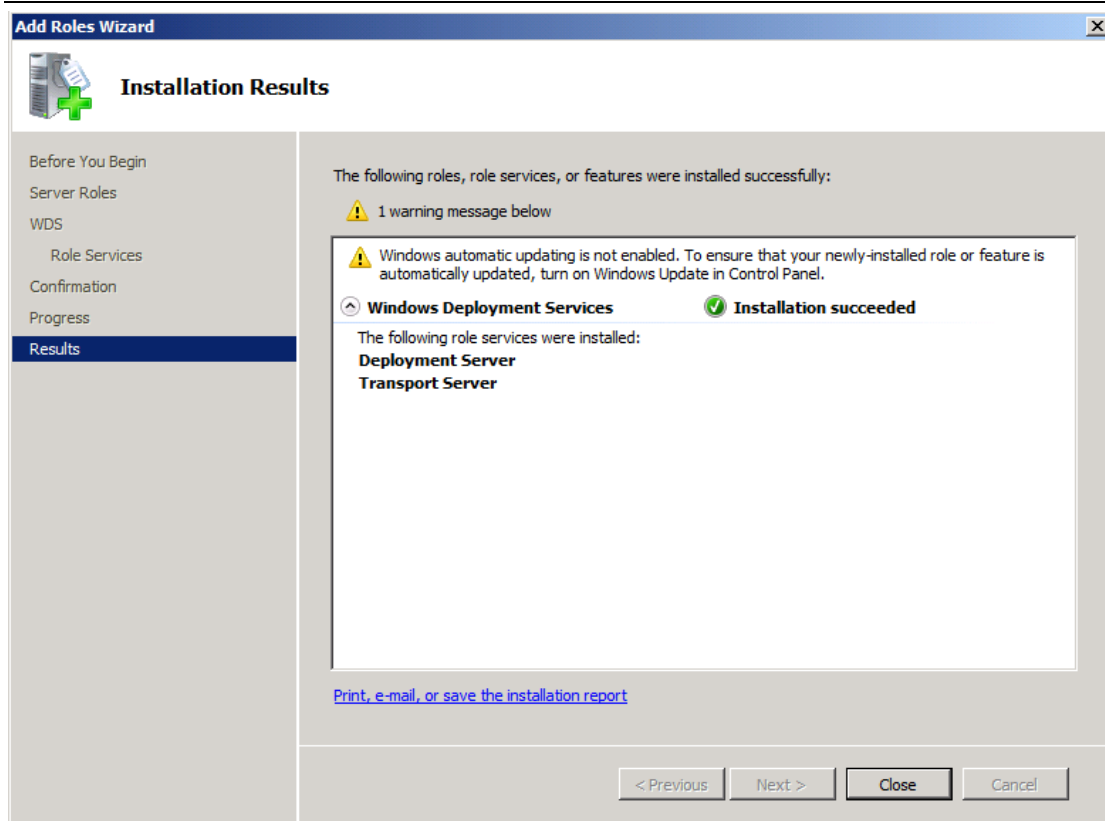 Add Roles Wizard
Installation Results
Before You Begin
Server Roles
WDS
Role Services
Confirmation
Progress
Results
The following roles, role services, or features were installed successfully:
1 warning message below
Windows automatic updating is not enabled. To ensure that your newly-installed role or feature is
automatically updated, turn on Windows Update in Control Panel.
Windows Deployment Services Installation succeeded
The following role services were installed:
Deployment Server
Transport Server
Print, e-mail, or save the installation report
< Previous Next > Close Cancel